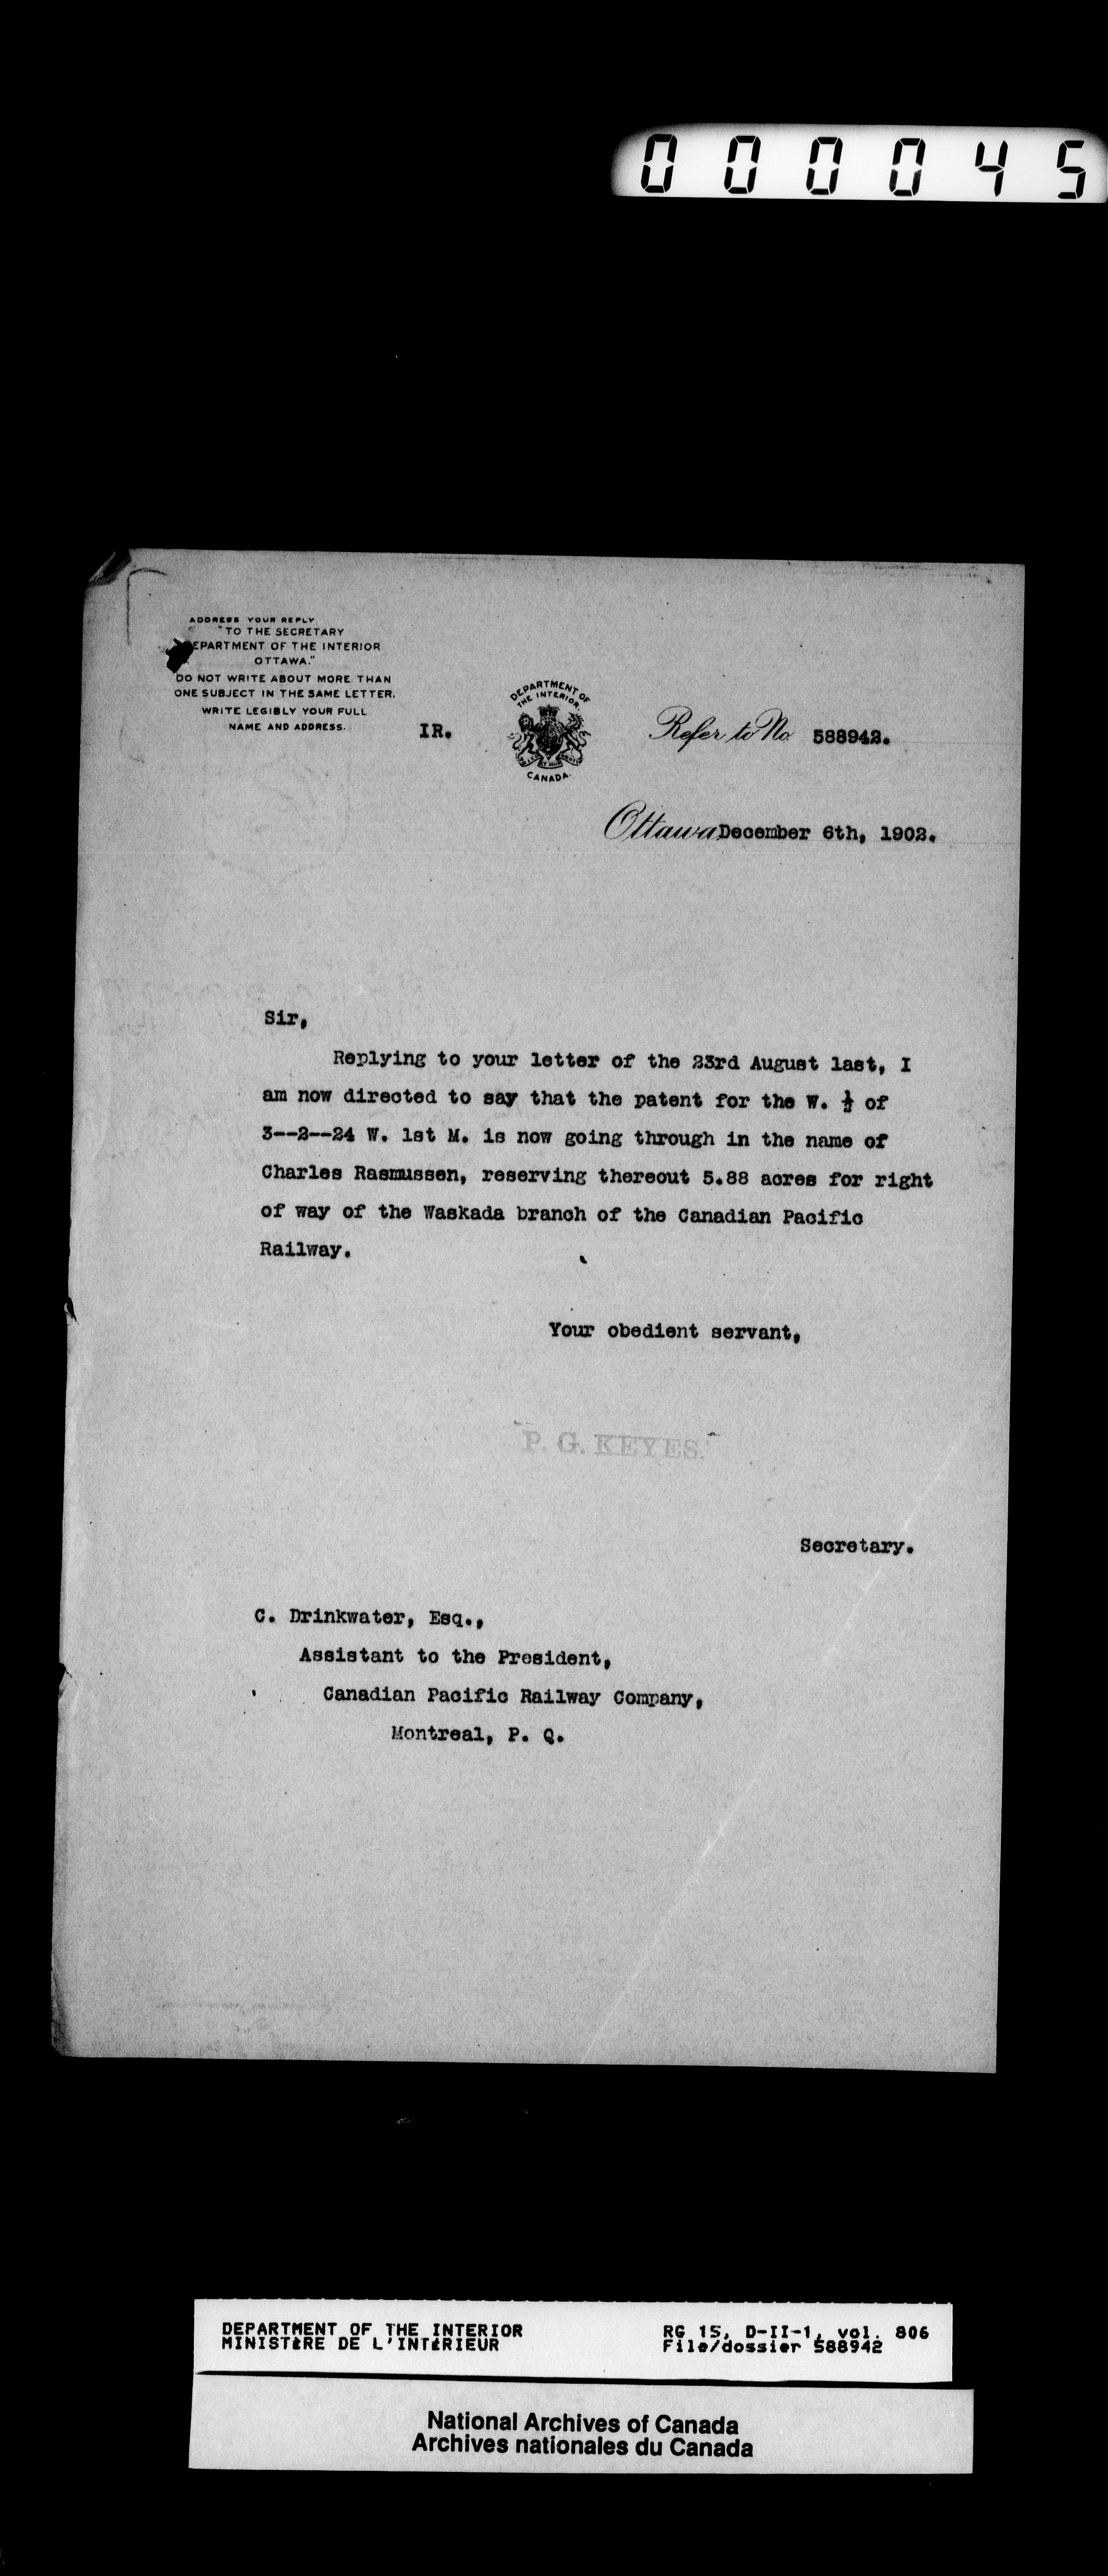 000045
ADDRESS YOUR REPLY
"TO THE SECRETARY
EPARTMENT OF THE INTERIOR
OTTAWA."
DO NOT WRITE ABOUT MORE THAN
ONE SUBJECT IN THE SAME LETTER.
WRITE LEGIBLY YOUR FULL
NAME AND ADDRESS.
IR.
DEPARTMENT OF
THE INTERIOR.
CANADA.
Refer to No. 588942.
Ottawa December 6th, 1902.
Sir,
Replying to your letter of the 23rd August last, I
am now directed to say that the patent for the W. ½ of
3--2--24 W. 1st M. is now going through in the name of
Charles Rasmussen, reserving thereout 5.88 acres for right
of way of the Waskada branch of the Canadian Pacific
Railway.
Your obedient servant,
P. G. KEYES.
Secretary.
C. Drinkwater, Esq.,
Assistant to the President,
Canadian Pacific Railway Company,
Montreal, P. Q.
DEPARTMENT OF THE INTERIOR
MINISTÈRE DE L'INTÉRIEUR
RG 15, D-II-1, vol. 806
File/dossier 588942
National Archives of Canada
Archives nationales du Canada